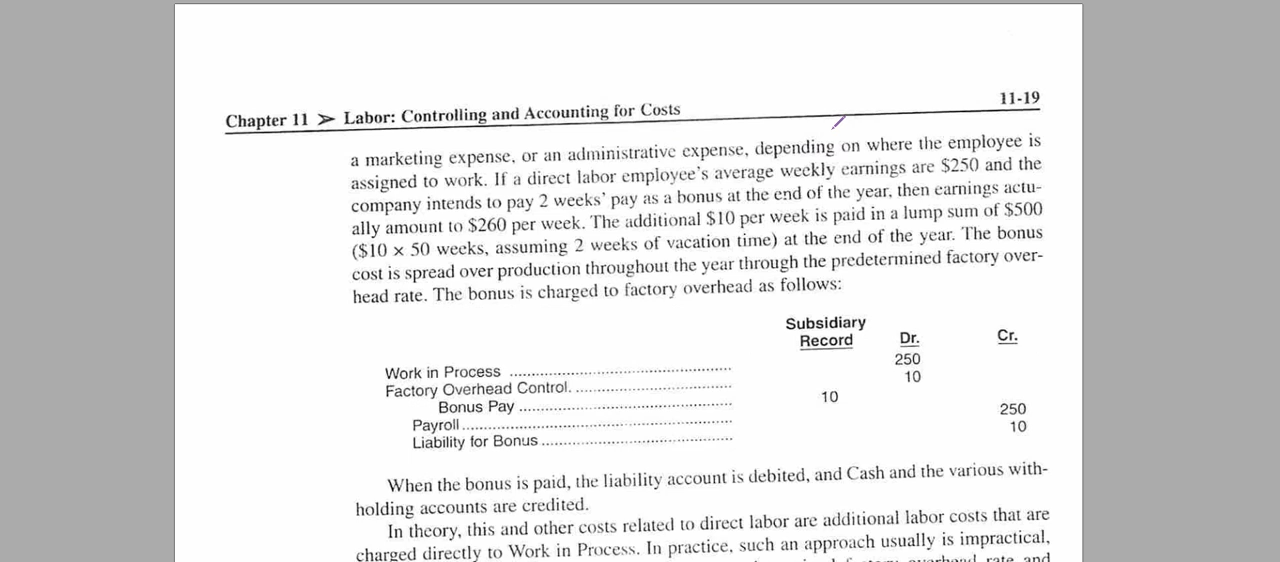 Chapter 11 ➣ Labor: Controlling and Accounting for Costs 11-19
a marketing expense, or an administrative expense, depending on where the employee is
assigned to work. If a direct labor employee's average weekly earnings are $250 and the
company intends to pay 2 weeks' pay as a bonus at the end of the year, then earnings actu-
ally amount to $260 per week. The additional $10 per week is paid in a lump sum of $500
($10 × 50 weeks, assuming 2 weeks of vacation time) at the end of the year. The bonus
cost is spread over production throughout the year through the predetermined factory over-
head rate. The bonus is charged to factory overhead as follows:
Subsidiary
Record Dr. Cr.
Work in Process ........................................ 250
Factory Overhead Control. ........................................ 10
Bonus Pay ........................................ 10
Payroll ........................................ 250
Liability for Bonus ........................................ 10
When the bonus is paid, the liability account is debited, and Cash and the various with-
holding accounts are credited.
In theory, this and other costs related to direct labor are additional labor costs that are
charged directly to Work in Process. In practice, such an approach usually is impractical,
rate and